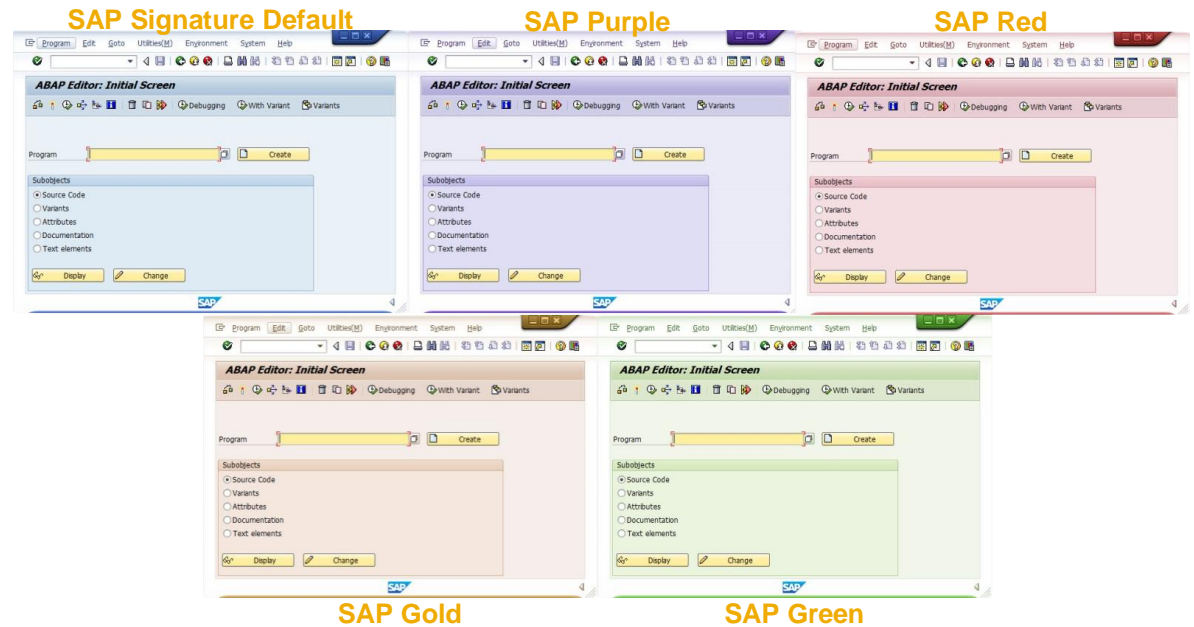 SAP Signature Default
Program Edit Goto Utilities(M) Environment System Help
ABAP Editor: Initial Screen
Debugging With Variant Variants
Program Create
Subobjects
Source Code
Variants
Attributes
Documentation
Text elements
Display Change
SAP
SAP Purple
Program Edit Goto Utilities(M) Environment System Help
ABAP Editor: Initial Screen
Debugging With Variant Variants
Program Create
Subobjects
Source Code
Variants
Attributes
Documentation
Text elements
Display Change
SAP
SAP Red
Program Edit Goto Utilities(M) Environment System Help
ABAP Editor: Initial Screen
Debugging With Variant Variants
Program Create
Subobjects
Source Code
Variants
Attributes
Documentation
Text elements
Display Change
SAP
Program Edit Goto Utilities(M) Environment System Help
ABAP Editor: Initial Screen
Debugging With Variant Variants
Program Create
Subobjects
Source Code
Variants
Attributes
Documentation
Text elements
Display Change
SAP
SAP Gold
Program Edit Goto Utilities(M) Environment System Help
ABAP Editor: Initial Screen
Debugging With Variant Variants
Program Create
Subobjects
Source Code
Variants
Attributes
Documentation
Text elements
Display Change
SAP
SAP Green